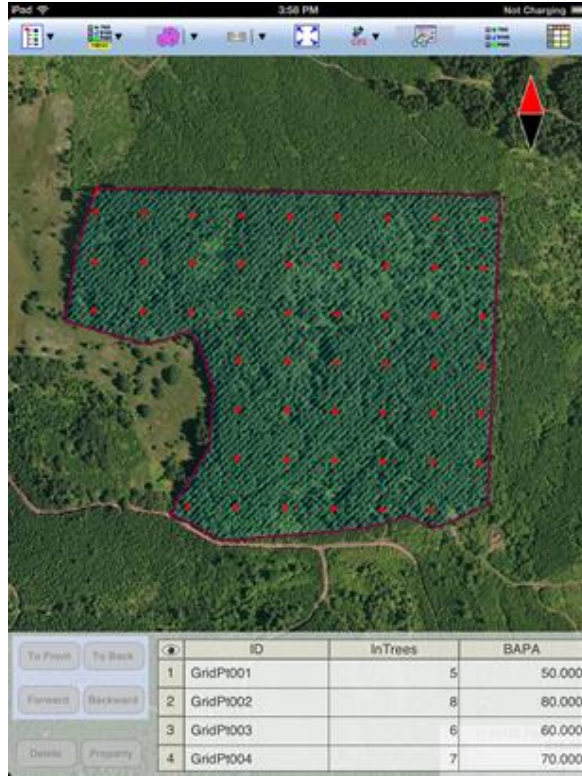 iPad 3:58 PM Not Charging
To Front To Back
Forward Backward
Delete Property
ID InTrees BAPA
1 GridPt001 5 50.000
2 GridPt002 8 80.000
3 GridPt003 6 60.000
4 GridPt004 7 70.000